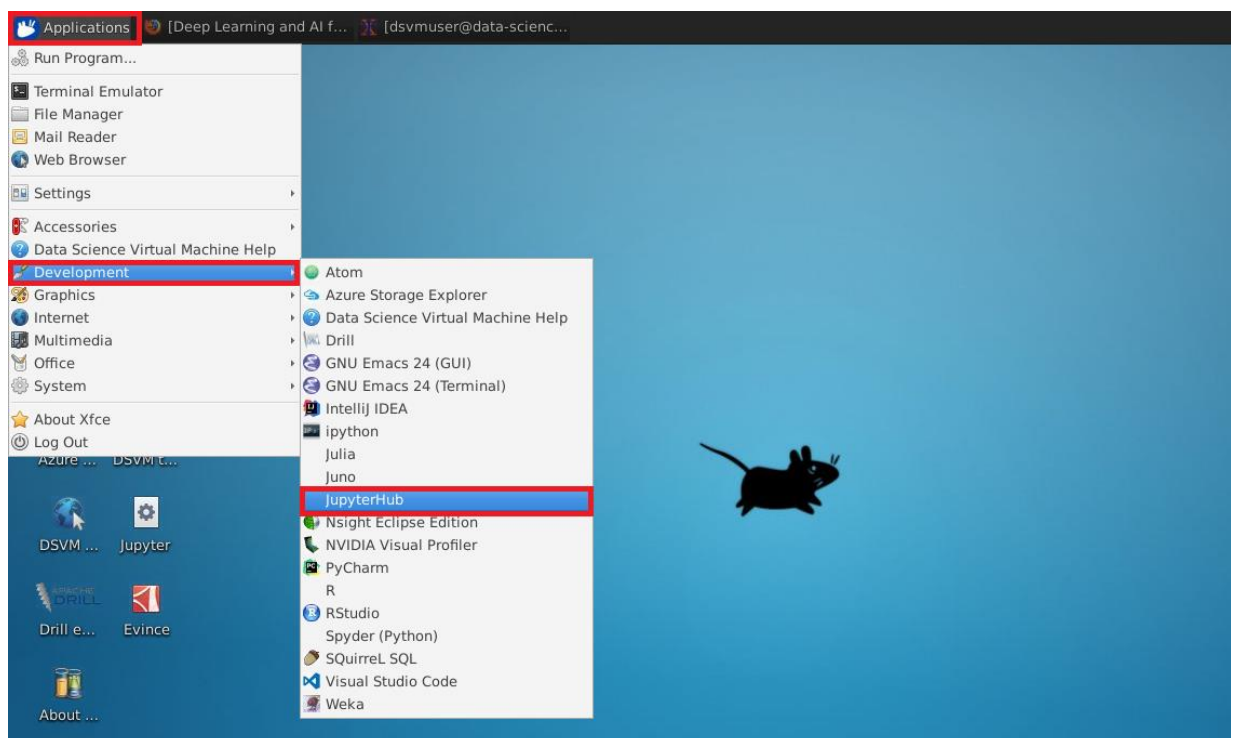 Applications [Deep Learning and AI f... [dsvmuser@data-scienc...
Run Program...
Terminal Emulator
File Manager
Mail Reader
Web Browser
Settings
Accessories
Data Science Virtual Machine Help
Development
Graphics
Internet
Multimedia
Office
System
About Xfce
Log Out
Atom
Azure Storage Explorer
Data Science Virtual Machine Help
Drill
GNU Emacs 24 (GUI)
GNU Emacs 24 (Terminal)
IntelliJ IDEA
ipython
Julia
Juno
JupyterHub
Nsight Eclipse Edition
NVIDIA Visual Profiler
PyCharm
R
RStudio
Spyder (Python)
SQuirreL SQL
Visual Studio Code
Weka
Azure ... DSVM t...
DSVM ... Jupyter
APACHE
DRILL
Drill e... Evince
About ...